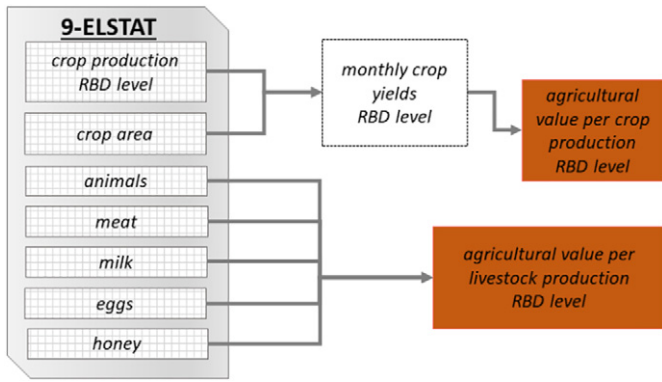 9-ELSTAT
crop production
RBD level
crop area
animals
meat
milk
eggs
honey
monthly crop
yields
RBD level
agricultural
value per crop
production
RBD level
agricultural value per
livestock production
RBD level